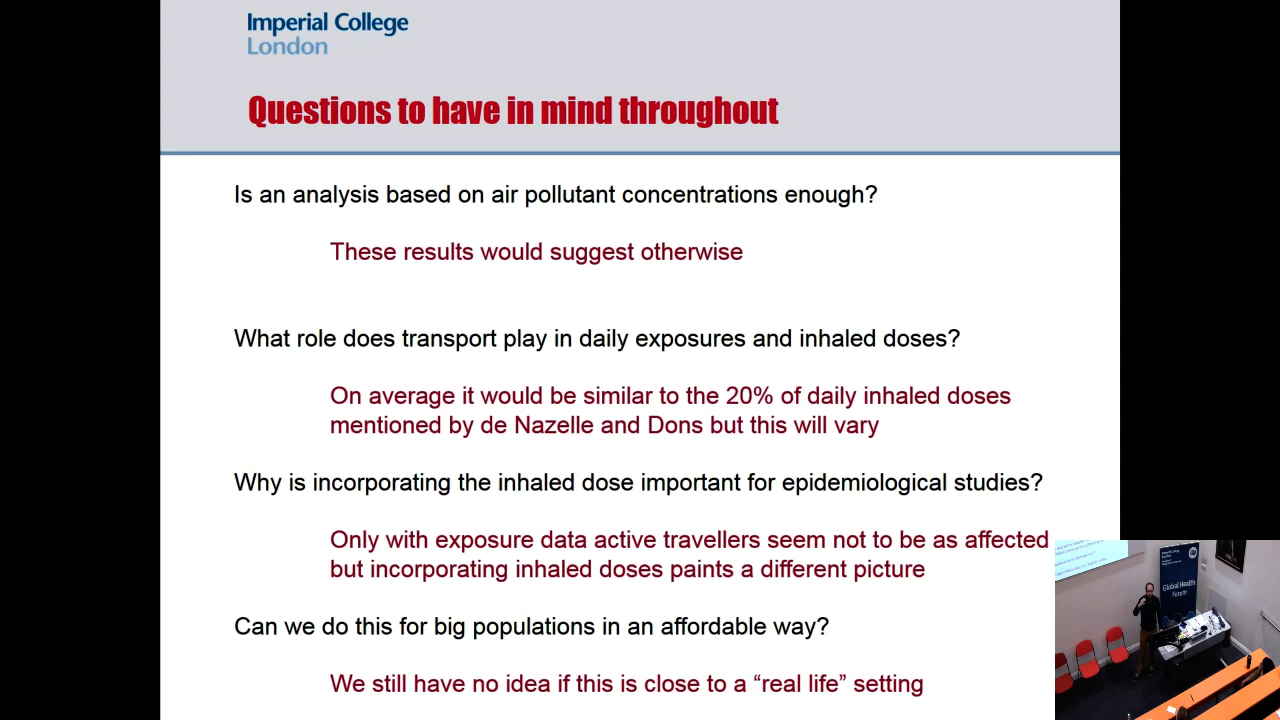 Imperial College
London
Questions to have in mind throughout
Is an analysis based on air pollutant concentrations enough?
These results would suggest otherwise
What role does transport play in daily exposures and inhaled doses?
On average it would be similar to the 20% of daily inhaled doses
mentioned by de Nazelle and Dons but this will vary
Why is incorporating the inhaled dose important for epidemiological studies?
Only with exposure data active travellers seem not to be as affected
but incorporating inhaled doses paints a different picture
Can we do this for big populations in an affordable way?
We still have no idea if this is close to a “real life” setting
Global Health
Forum